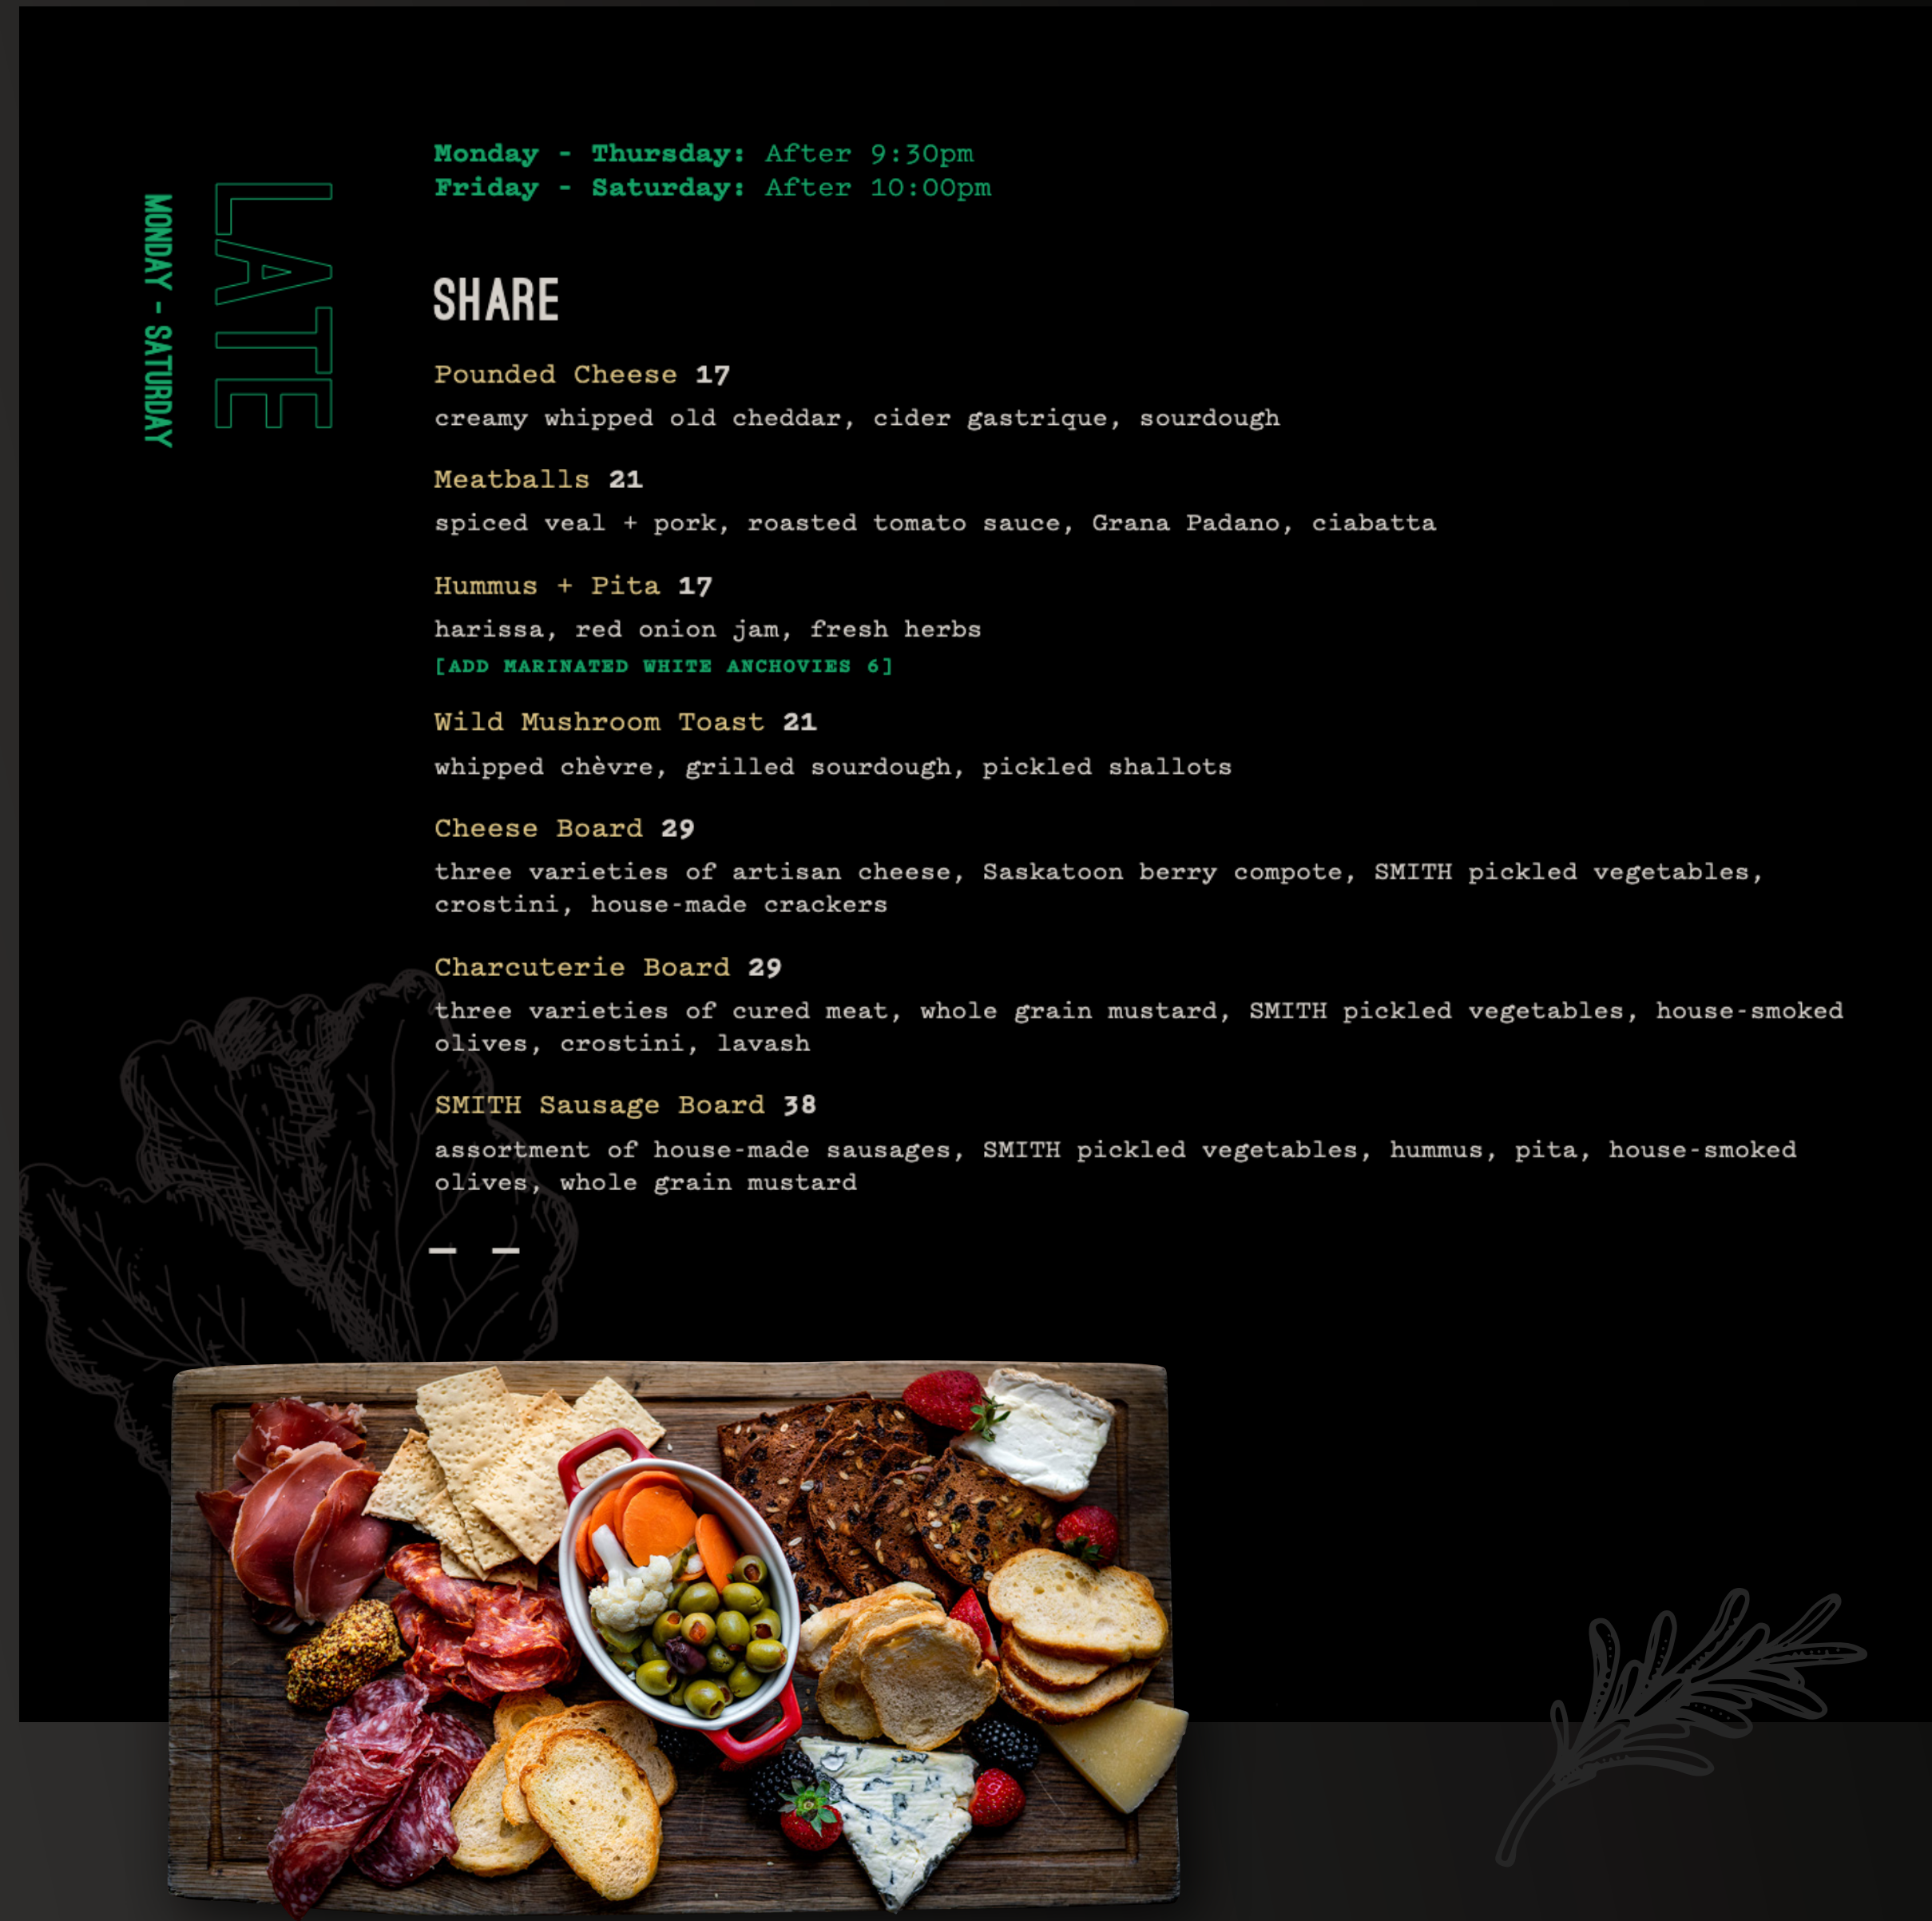 MONDAY - SATURDAY
LATE
Monday - Thursday: After 9:30pm
Friday - Saturday: After 10:00pm
SHARE
Pounded Cheese 17
creamy whipped old cheddar, cider gastrique, sourdough
Meatballs 21
spiced veal + pork, roasted tomato sauce, Grana Padano, ciabatta
Hummus + Pita 17
harissa, red onion jam, fresh herbs
[ADD MARINATED WHITE ANCHOVIES 6]
Wild Mushroom Toast 21
whipped chèvre, grilled sourdough, pickled shallots
Cheese Board 29
three varieties of artisan cheese, Saskatoon berry compote, SMITH pickled vegetables,
crostini, house-made crackers
Charcuterie Board 29
three varieties of cured meat, whole grain mustard, SMITH pickled vegetables, house-smoked
olives, crostini, lavash
SMITH Sausage Board 38
assortment of house-made sausages, SMITH pickled vegetables, hummus, pita, house-smoked
olives, whole grain mustard